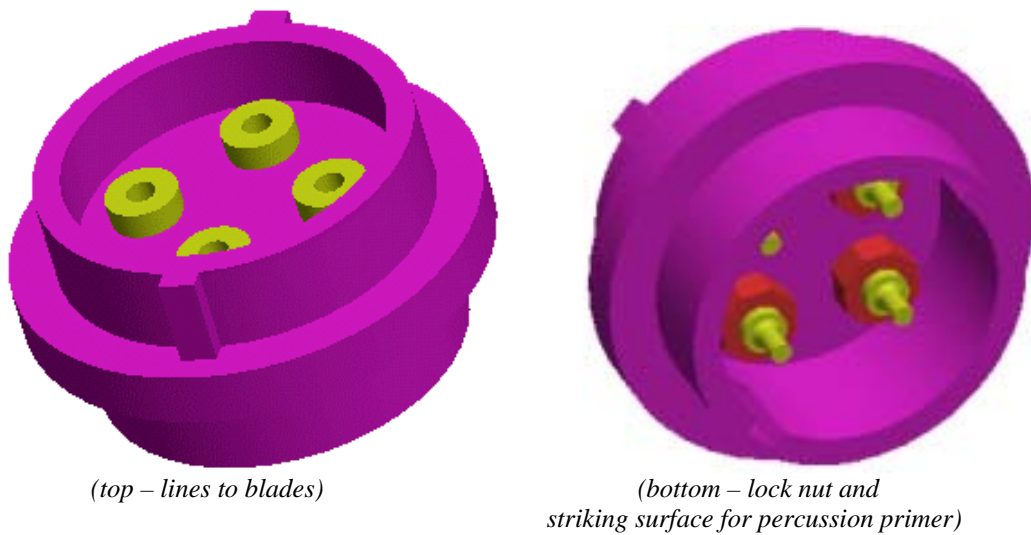 (top – lines to blades)
(bottom – lock nut and
striking surface for percussion primer)